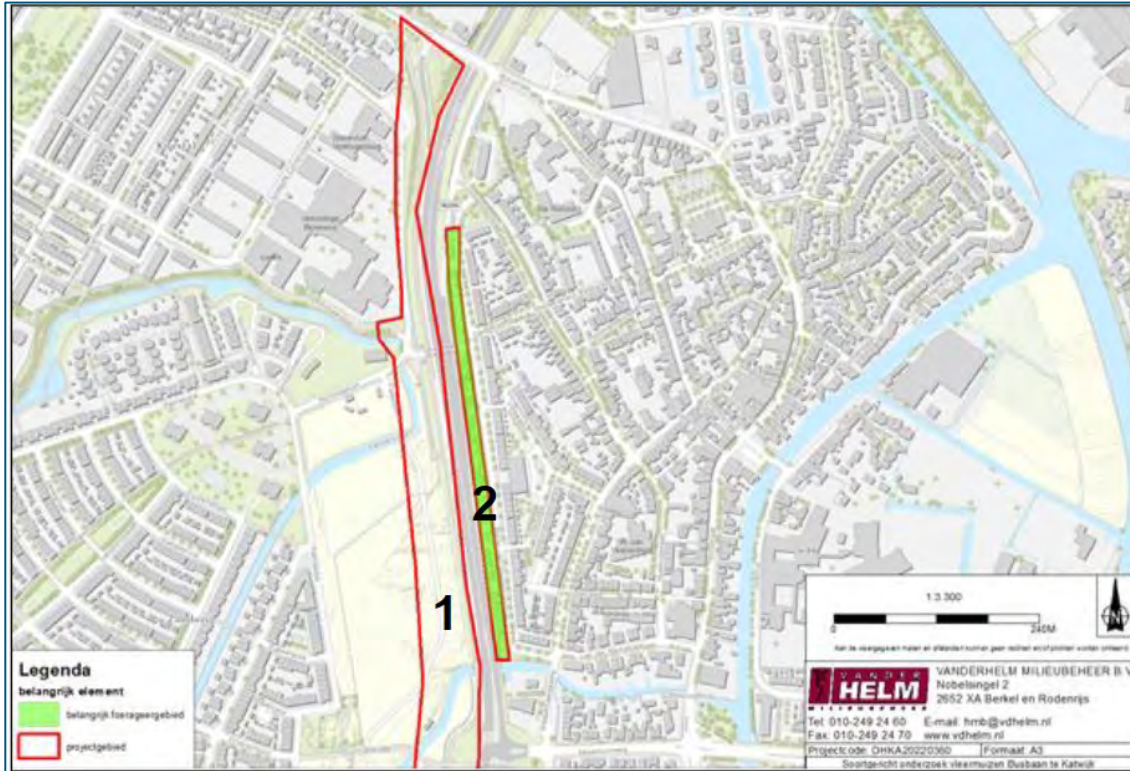 2
1
Legenda
belangrijk element
belangrijk foerageergebied
projectgebied
1:3.300
0
240M
N
VANDER
HELM
MILIEUBEHEER
VANDERHELM MILIEUBEHEER B.V
Nobelsingel 2
2652 XA Berkel en Rodenrijs
Tel: 010-249 24 60 E-mail: hmb@vdhelm.nl
Fax: 010-249 24 70 www.vdhelm.nl
Projectcode: OHKA20220360 Formaat: A3
Soortgericht onderzoek vleermuizen Busbaan te Katwijk